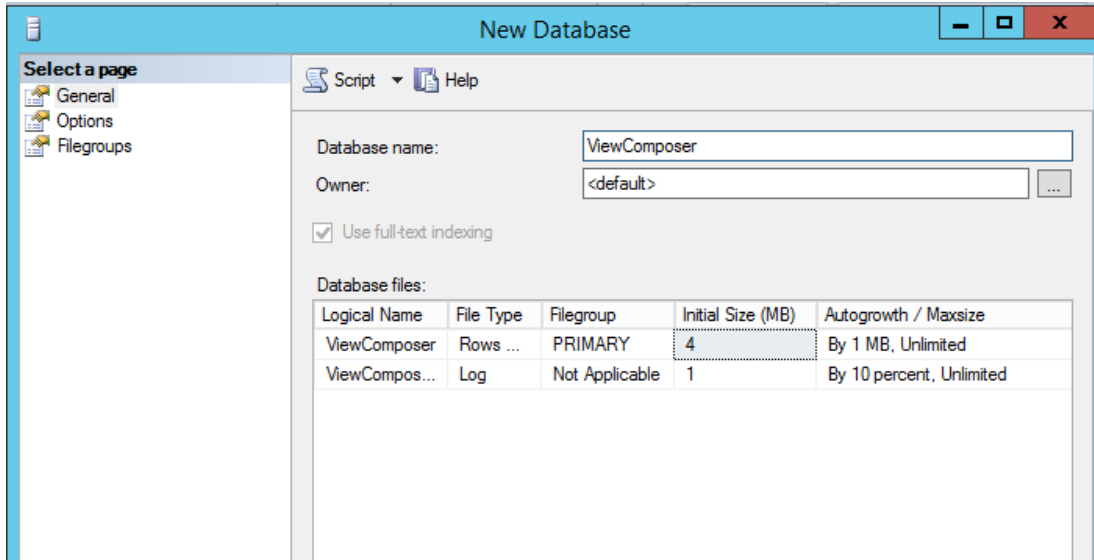 New Database
Select a page
General
Options
Filegroups
Script Help
Database name: ViewComposer
Owner: <default> ...
Use full-text indexing
Database files:
Logical Name File Type Filegroup Initial Size (MB) Autogrowth / Maxsize
ViewComposer Rows ... PRIMARY 4 By 1 MB, Unlimited
ViewCompos... Log Not Applicable 1 By 10 percent, Unlimited